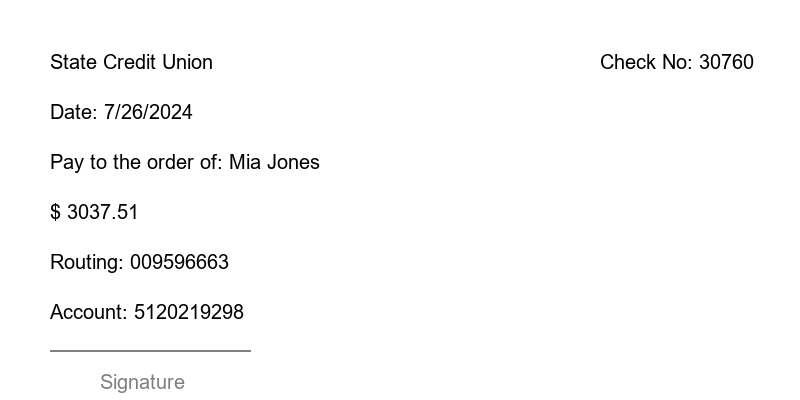 State Credit Union Check No: 30760
Date: 7/26/2024
Pay to the order of: Mia Jones
$ 3037.51
Routing: 009596663
Account: 5120219298
Signature